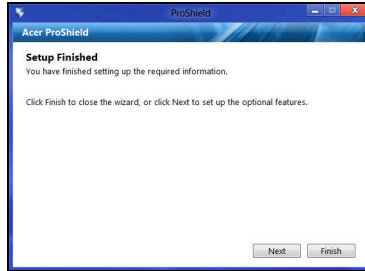 ProShield
Acer ProShield
Setup Finished
You have finished setting up the required information.
Click Finish to close the wizard, or click Next to set up the optional features.
Next
Finish